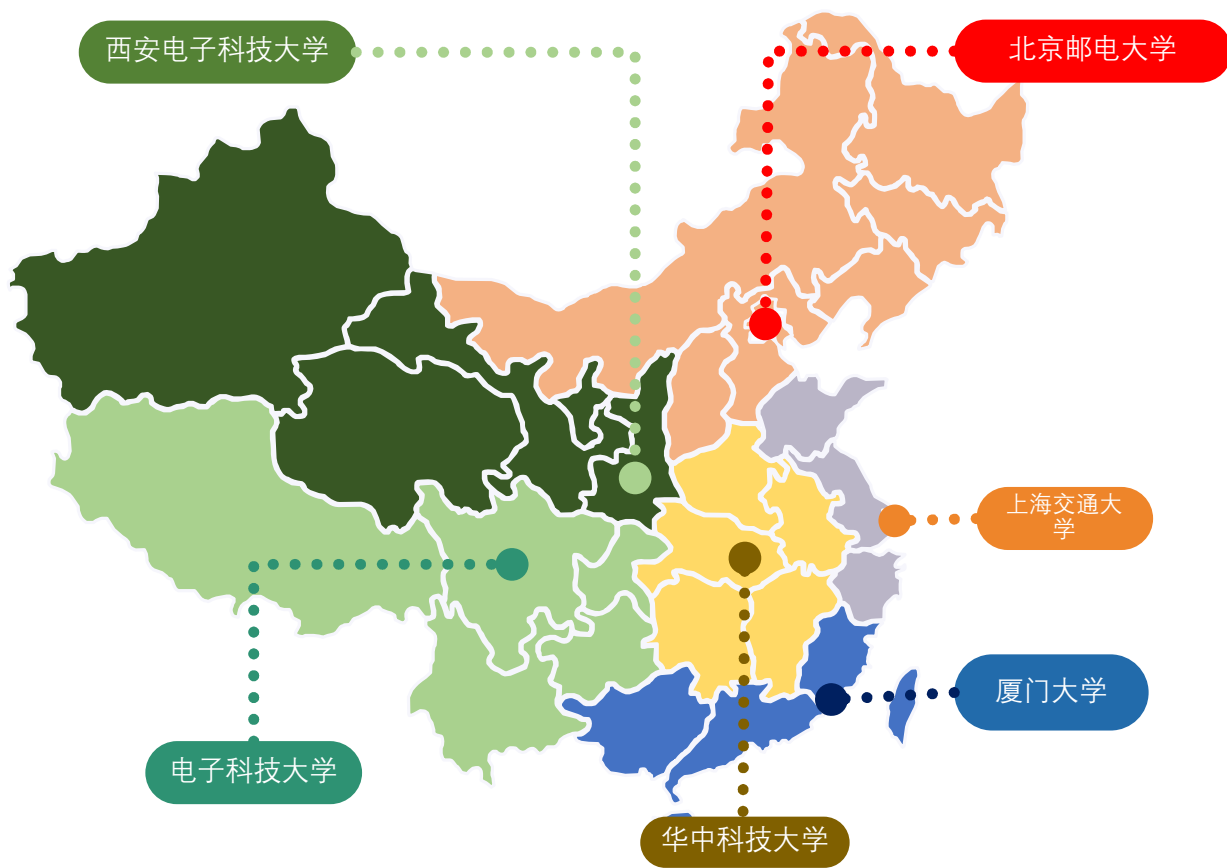 西安电子科技大学
北京邮电大学
上海交通大
学
厦门大学
电子科技大学
华中科技大学